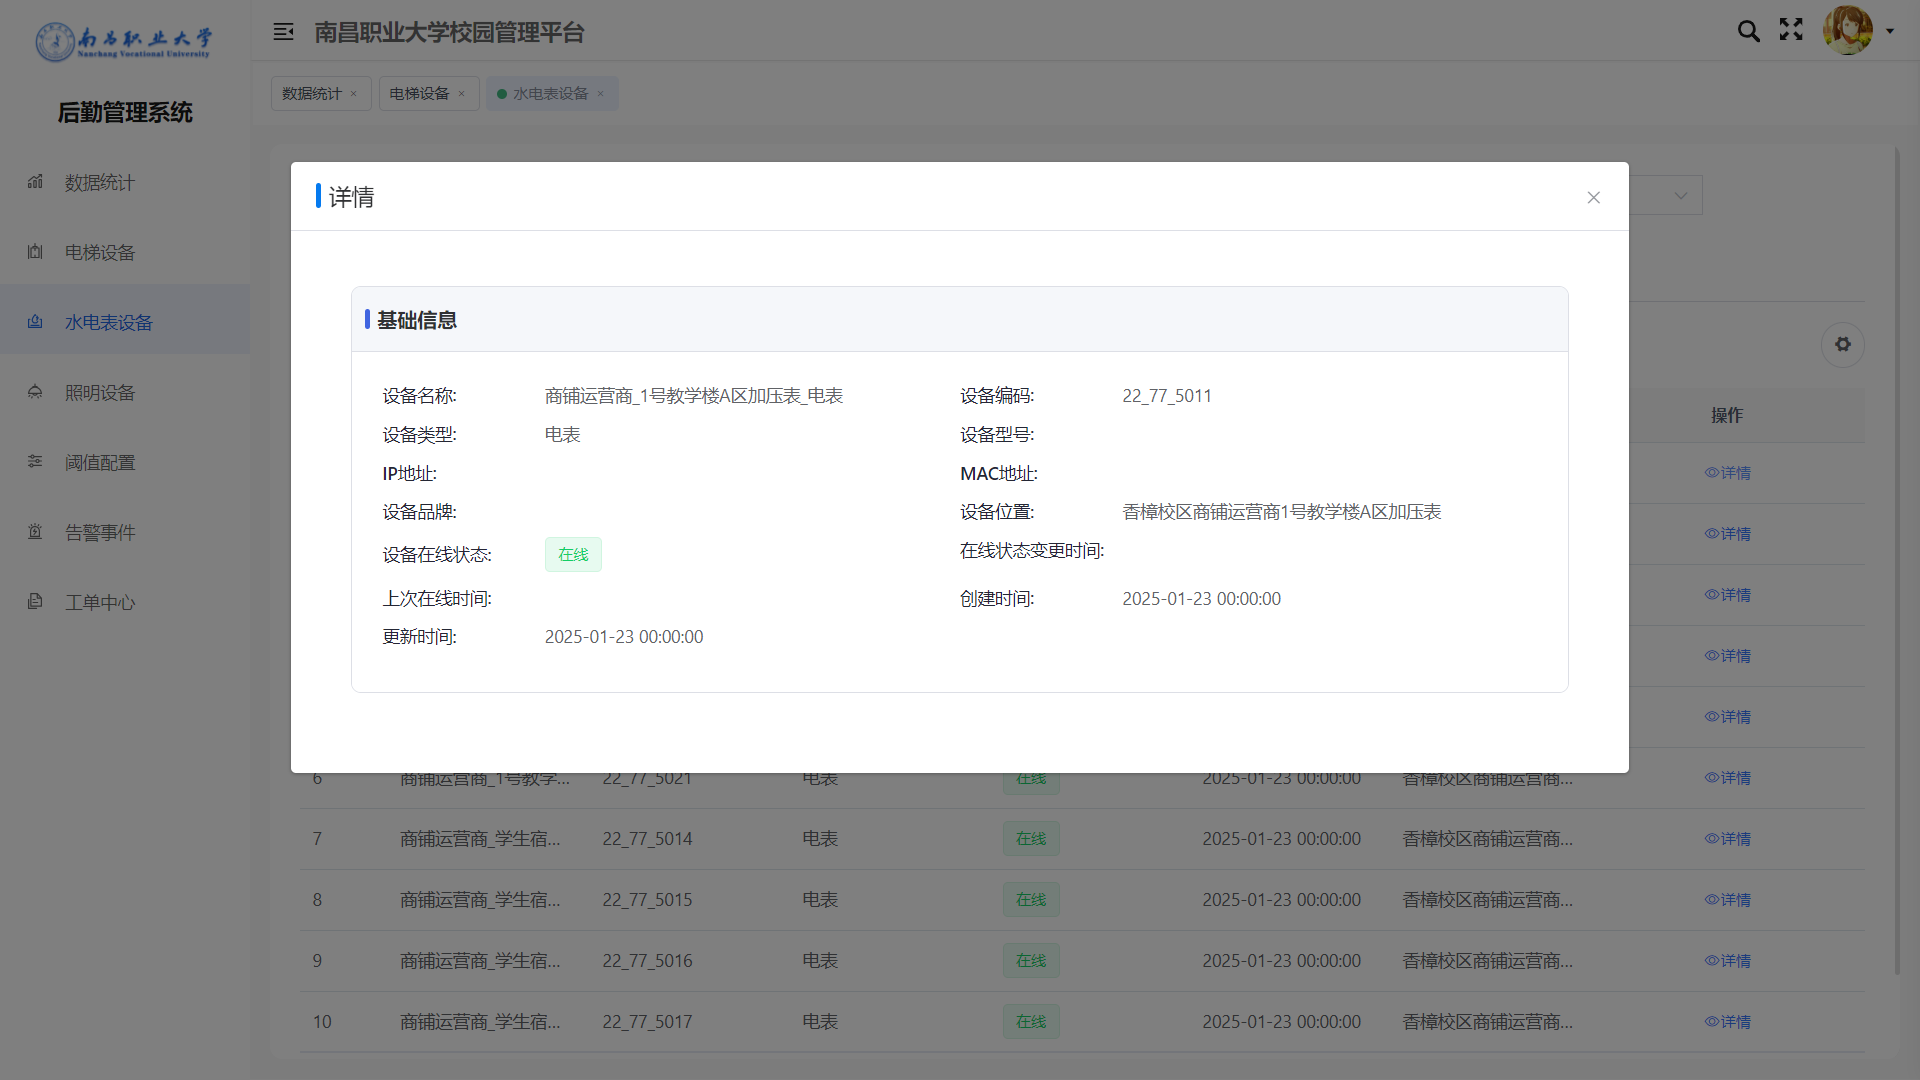 南昌职业大学
Nanchang Vocational University
南昌职业大学校园管理平台
后勤管理系统
数据统计
电梯设备
水电表设备
照明设备
阈值配置
告警事件
工单中心
数据统计 × 电梯设备 × 水电表设备 ×
详情
基础信息
设备名称: 商铺运营商_1号教学楼A区加压表_电表 设备编码: 22_77_5011
设备类型: 电表 设备型号:
IP地址: MAC地址:
设备品牌: 设备位置: 香樟校区商铺运营商1号教学楼A区加压表
设备在线状态: 在线 在线状态变更时间:
上次在线时间: 创建时间: 2025-01-23 00:00:00
更新时间: 2025-01-23 00:00:00
操作
详情
详情
详情
详情
详情
6 商铺运营商_1号教学... 22_77_5021 电表 在线 2025-01-23 00:00:00 香樟校区商铺运营商... 详情
7 商铺运营商_学生宿... 22_77_5014 电表 在线 2025-01-23 00:00:00 香樟校区商铺运营商... 详情
8 商铺运营商_学生宿... 22_77_5015 电表 在线 2025-01-23 00:00:00 香樟校区商铺运营商... 详情
9 商铺运营商_学生宿... 22_77_5016 电表 在线 2025-01-23 00:00:00 香樟校区商铺运营商... 详情
10 商铺运营商_学生宿... 22_77_5017 电表 在线 2025-01-23 00:00:00 香樟校区商铺运营商... 详情